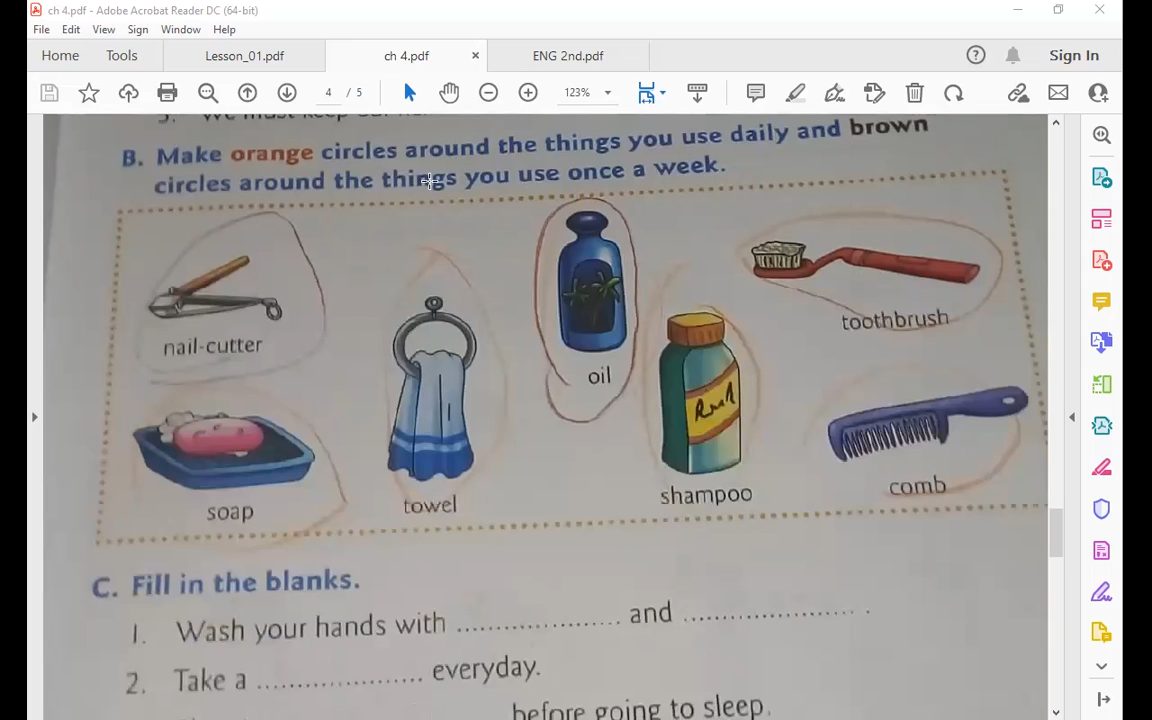 ch 4.pdf - Adobe Acrobat Reader DC (64-bit)
File Edit View Sign Window Help
Home Tools Lesson_01.pdf ch 4.pdf × ENG 2nd.pdf Sign In
4 / 5 123%
B. Make orange circles around the things you use daily and brown
circles around the things you use once a week.
nail-cutter
oil
toothbrush
soap
towel
shampoo
comb
C. Fill in the blanks.
1. Wash your hands with .................... and .................... .
2. Take a .................... everyday.
before going to sleep.